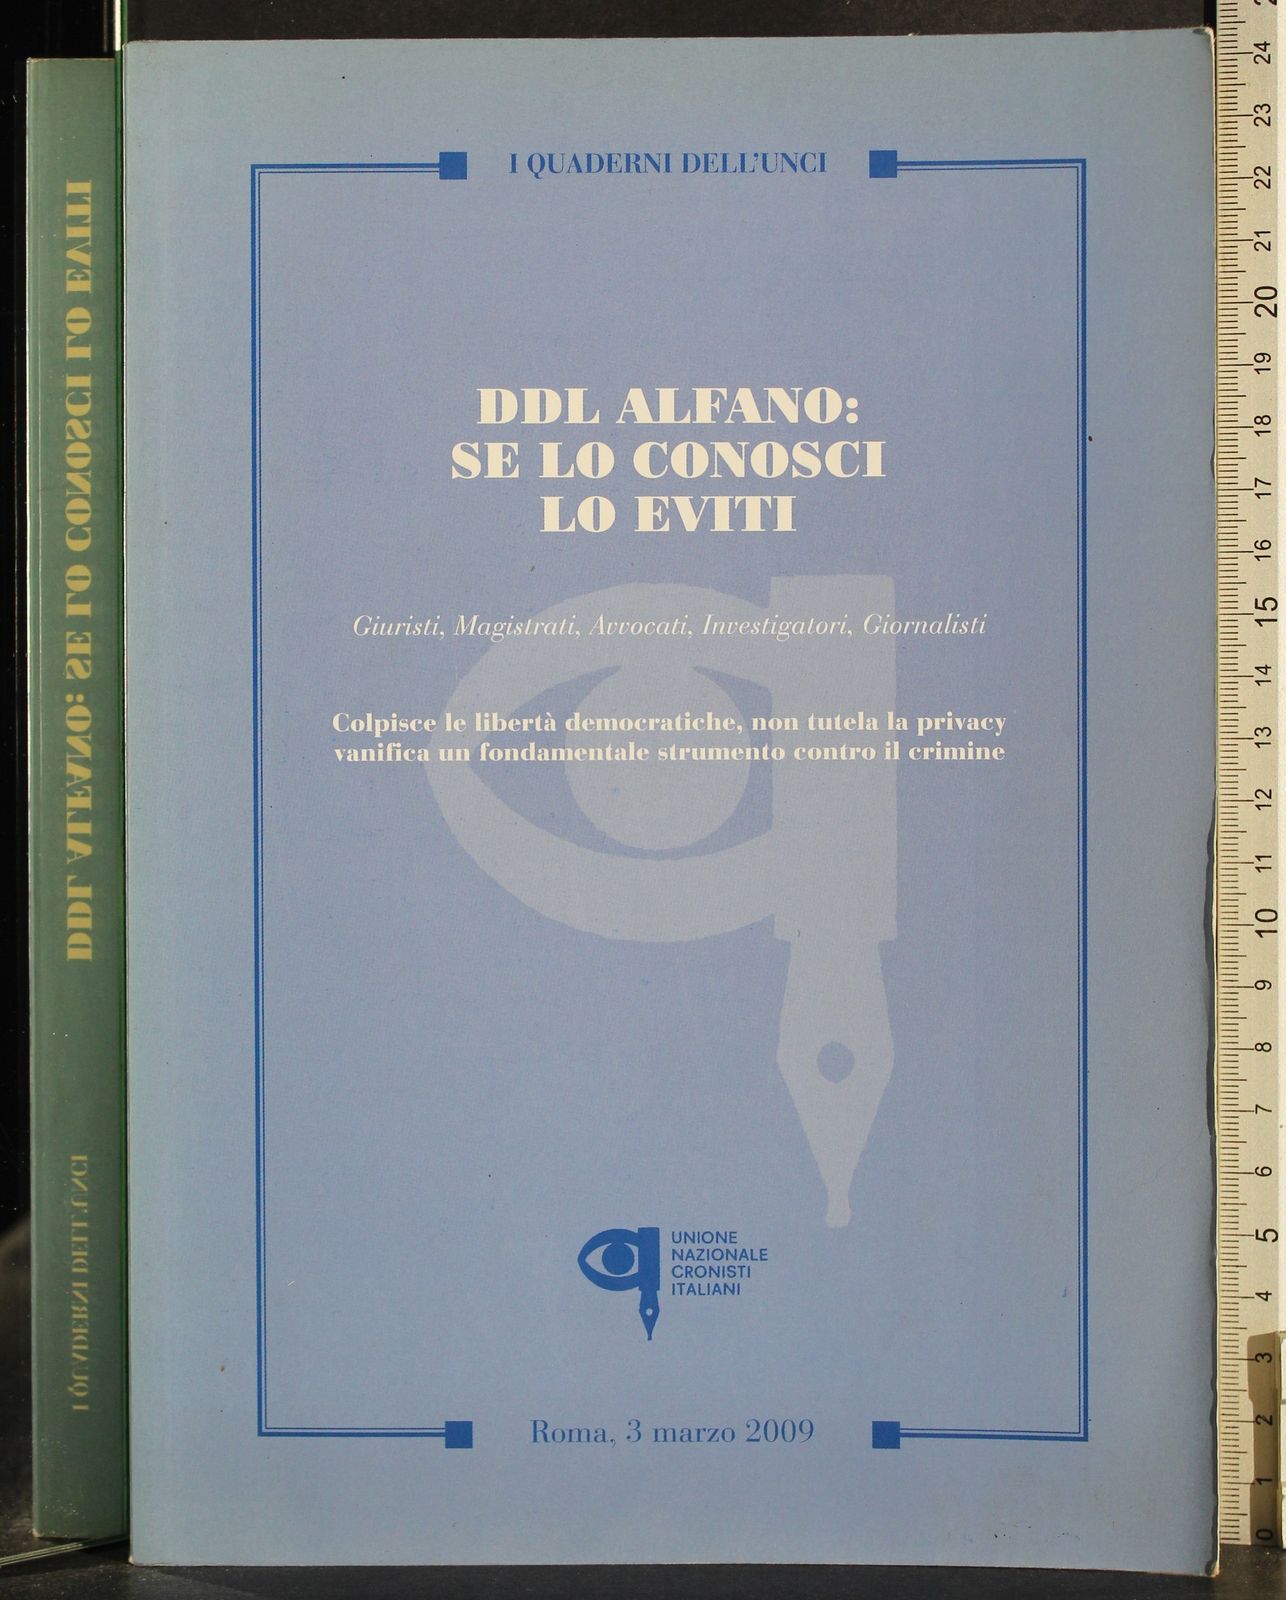 I QUADERNI DELL'UNCI
DDL ALFANO:
SE LO CONOSCI
LO EVITI
Giuristi, Magistrati, Avvocati, Investigatori, Giornalisti
Colpisce le libertà democratiche, non tutela la privacy
vanifica un fondamentale strumento contro il crimine
UNIONE
NAZIONALE
CRONISTI
ITALIANI
Roma, 3 marzo 2009
DDL ALFANO: SE LO CONOSCI LO EVITI
I QUADERNI DELL'UNCI
24
23
22
21
20
19
18
17
16
15
14
13
12
11
10
9
8
7
6
5
4
3
2
1
0